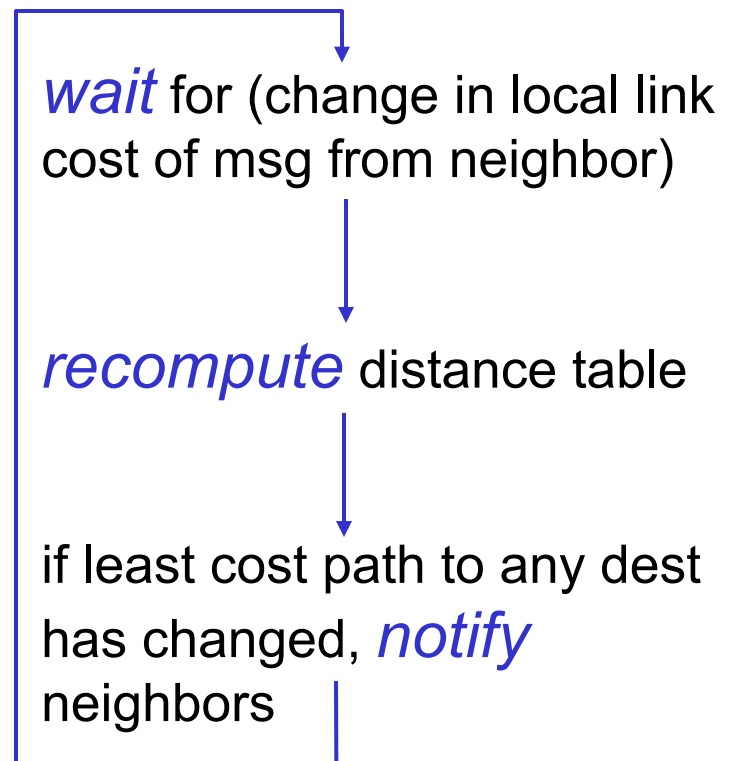 wait for (change in local link
cost of msg from neighbor)
recompute distance table
if least cost path to any dest
has changed, notify
neighbors